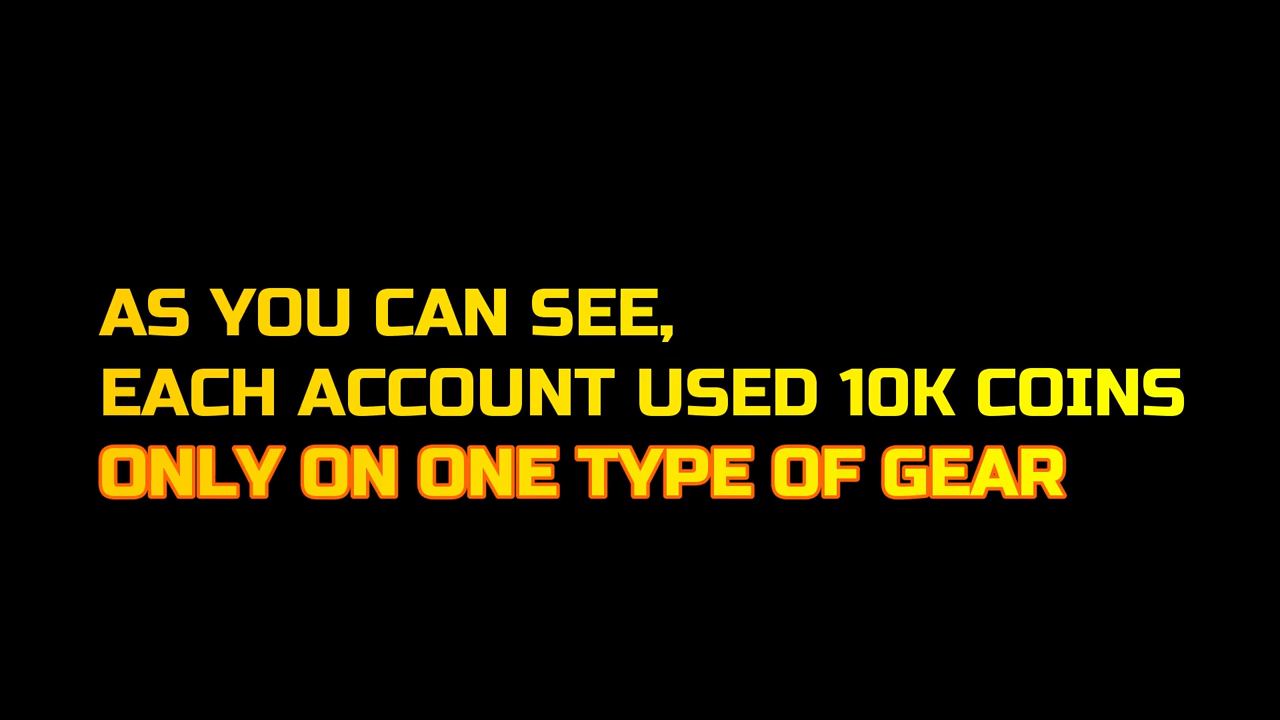 AS YOU CAN SEE,
EACH ACCOUNT USED 10K COINS
ONLY ON ONE TYPE OF GEAR